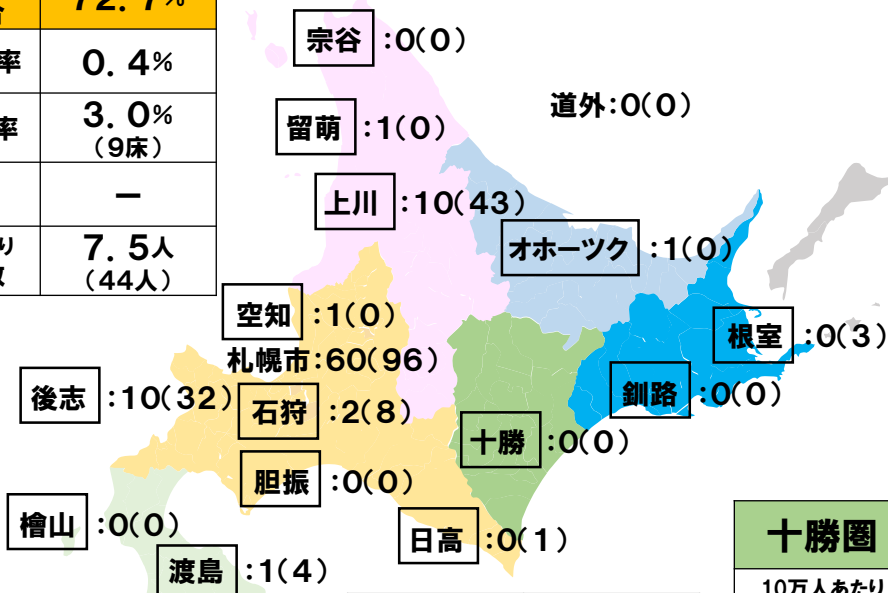 72.7%
率
0.4%
率
3.0%
（9床）
－
り
7.5人
（44人）
宗谷:0(0)
道外:0(0)
留萌:1(0)
上川:10(43)
オホーツク:1(0)
空知:1(0)
根室:0(3)
札幌市:60(96)
釧路:0(0)
後志:10(32)
石狩:2(8)
十勝:0(0)
胆振:0(0)
檜山:0(0)
日高:0(1)
渡島:1(4)
十勝圏
10万人あたり